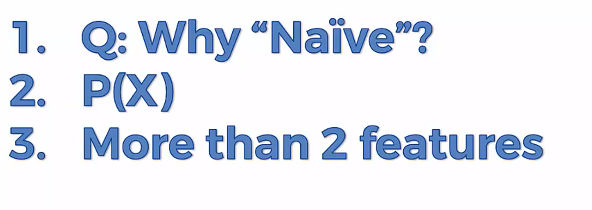 1. Q: Why “Naïve”?
2. P(X)
3. More than 2 features